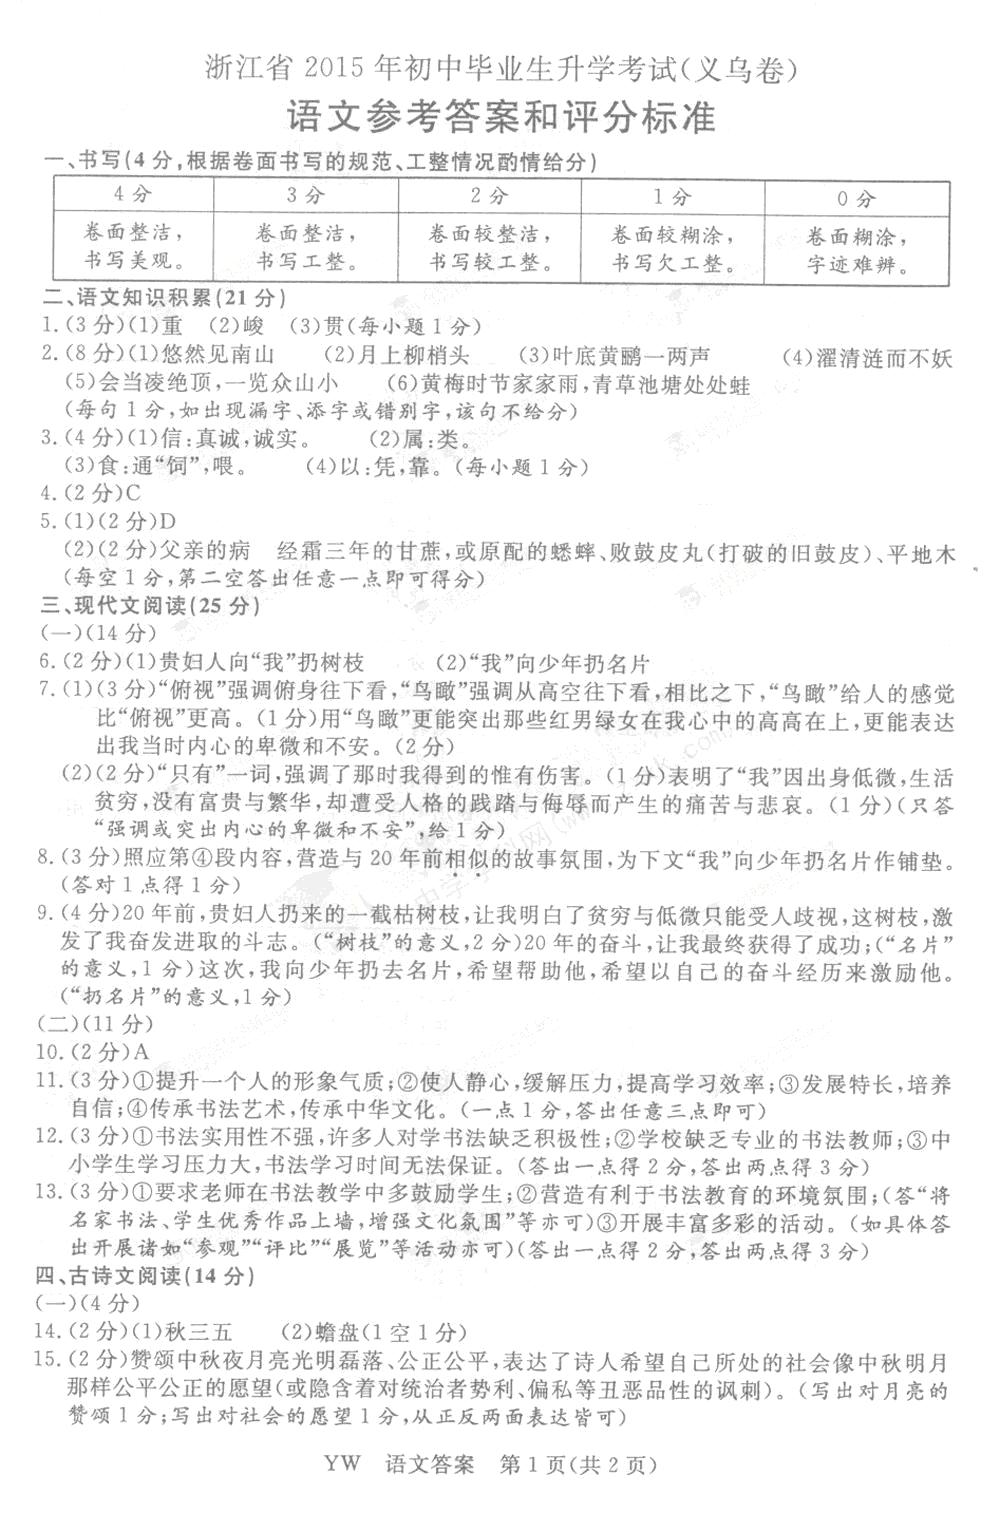 浙江省 2015 年初中毕业生升学考试(义乌卷)
语文参考答案和评分标准
一、书写(4 分,根据卷面书写的规范、工整情况酌情给分)
4 分 3 分 2 分 1 分 0 分
卷面整洁, 卷面整洁, 卷面较整洁, 卷面较糊涂, 卷面糊涂,
书写美观。 书写工整。 书写较工整。 书写欠工整。 字迹难辨。
二、语文知识积累(21 分)
1.(3 分)(1)重 (2)峻 (3)贯(每小题 1 分)
2.(8 分)(1)悠然见南山 (2)月上柳梢头 (3)叶底黄鹂一两声 (4)濯清涟而不妖
(5)会当凌绝顶,一览众山小 (6)黄梅时节家家雨,青草池塘处处蛙
(每句 1 分,如出现漏字、添字或错别字,该句不给分)
3.(4 分)(1)信:真诚,诚实。 (2)属:类。
(3)食:通“饲”,喂。 (4)以:凭,靠。(每小题 1 分)
4.(2 分)C
5.(1)(2 分)D
(2)(2 分)父亲的病 经霜三年的甘蔗,或原配的蟋蟀、败鼓皮丸(打破的旧鼓皮)、平地木
(每空 1 分,第二空答出任意一点即可得分)
三、现代文阅读(25 分)
(一)(14 分)
6.(2 分)(1)贵妇人向“我”扔树枝 (2)“我”向少年扔名片
7.(1)(3 分)“俯视”强调俯身往下看,“鸟瞰”强调从高空往下看,相比之下,“鸟瞰”给人的感觉
比“俯视”更高。(1 分)用“鸟瞰”更能突出那些红男绿女在我心中的高高在上,更能表达
出我当时内心的卑微和不安。(2 分)
(2)(2 分)“只有”一词,强调了那时我得到的惟有伤害。(1 分)表明了“我”因出身低微,生活
贫穷,没有富贵与繁华,却遭受人格的践踏与侮辱而产生的痛苦与悲哀。(1 分)(只答
“强调或突出内心的卑微和不安”,给 1 分)
8.(3 分)照应第④段内容,营造与 20 年前相似的故事氛围,为下文“我”向少年扔名片作铺垫。
(答对 1 点得 1 分)
9.(4 分)20 年前,贵妇人扔来的一截枯树枝,让我明白了贫穷与低微只能受人歧视,这树枝,激
发了我奋发进取的斗志。(“树枝”的意义,2 分)20 年的奋斗,让我最终获得了成功;(“名片”
的意义,1 分)这次,我向少年扔去名片,希望帮助他,希望以自己的奋斗经历来激励他。
(“扔名片”的意义,1 分)
(二)(11 分)
10.(2 分)A
11.(3 分)①提升一个人的形象气质;②使人静心,缓解压力,提高学习效率;③发展特长,培养
自信;④传承书法艺术,传承中华文化。(一点 1 分,答出任意三点即可)
12.(3 分)①书法实用性不强,许多人对学书法缺乏积极性;②学校缺乏专业的书法教师;③中
小学生学习压力大,书法学习时间无法保证。(答出一点得 2 分,答出两点得 3 分)
13.(3 分)①要求老师在书法教学中多鼓励学生;②营造有利于书法教育的环境氛围;(答“将
名家书法、学生优秀作品上墙,增强文化氛围”等亦可)③开展丰富多彩的活动。(如具体答
出开展诸如“参观”“评比”“展览”等活动亦可)(答出一点得 2 分,答出两点得 3 分)
四、古诗文阅读(14 分)
(一)(4 分)
14.(2 分)(1)秋三五 (2)蟾盘(1 空 1 分)
15.(2 分)赞颂中秋夜月亮光明磊落、公正公平,表达了诗人希望自己所处的社会像中秋明月
那样公平公正的愿望(或隐含着对统治者势利、偏私等丑恶品性的讽刺)。(写出对月亮的
赞颂 1 分;写出对社会的愿望 1 分,从正反两面表达皆可)
YW 语文答案 第 1 页(共 2 页)